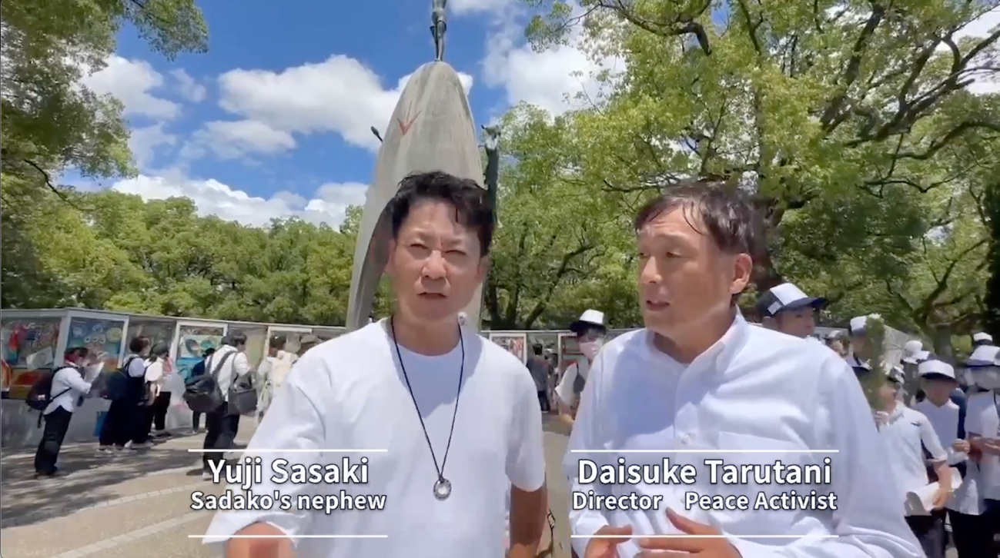 Yuji Sasaki
Sadako's nephew
Daisuke Tarutani
Director Peace Activist